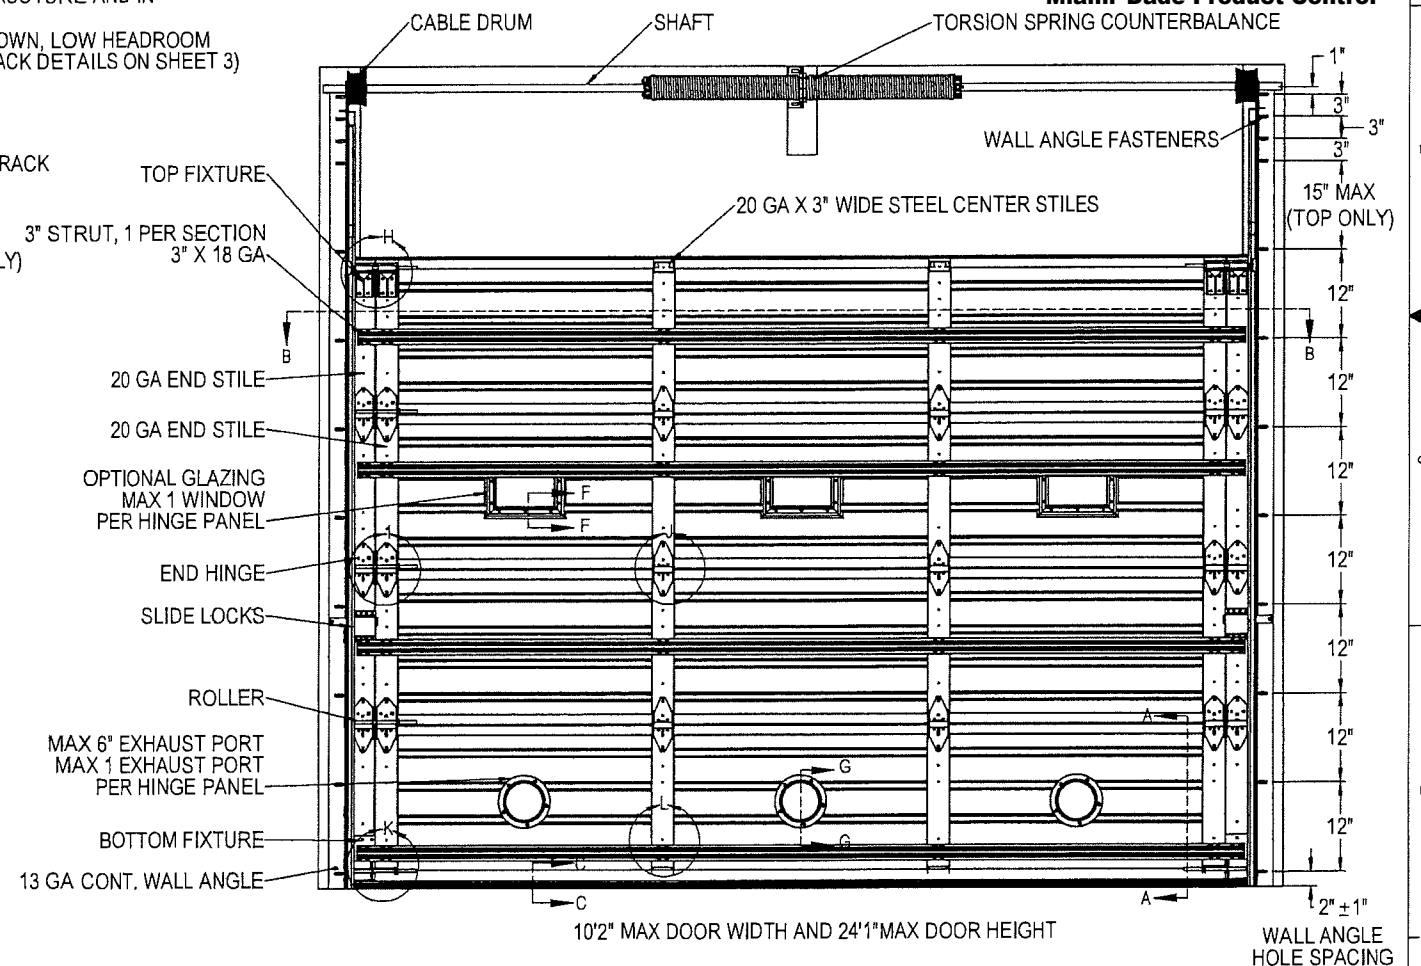 CABLE DRUM
SHAFT
TORSION SPRING COUNTERBALANCE
OWN, LOW HEADROOM
ACK DETAILS ON SHEET 3)
1"
3"
3"
3"
WALL ANGLE FASTENERS
RACK
TOP FIXTURE
15" MAX
(TOP ONLY)
20 GA X 3" WIDE STEEL CENTER STILES
3" STRUT, 1 PER SECTION
3" X 18 GA
LY)
H
12"
B
B
20 GA END STILE
12"
20 GA END STILE
OPTIONAL GLAZING
MAX 1 WINDOW
PER HINGE PANEL
12"
F
F
I
J
END HINGE
12"
SLIDE LOCKS
12"
ROLLER
A
12"
MAX 6" EXHAUST PORT
MAX 1 EXHAUST PORT
PER HINGE PANEL
G
L
12"
K
BOTTOM FIXTURE
G
C
13 GA CONT. WALL ANGLE
C
A
2" ±1"
10'2" MAX DOOR WIDTH AND 24'1"MAX DOOR HEIGHT
WALL ANGLE
HOLE SPACING